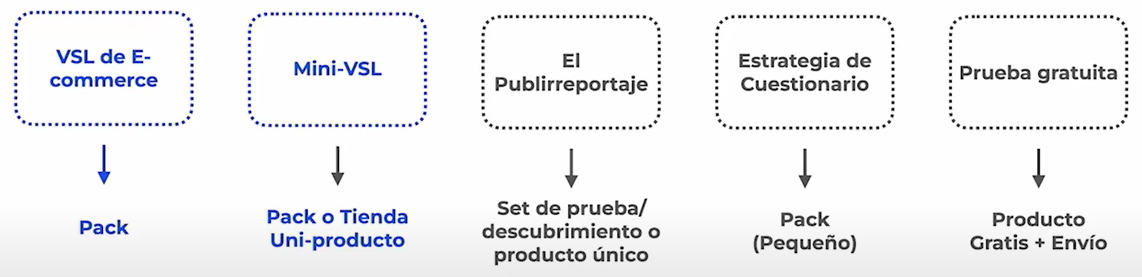 VSL de E-
commerce
Mini-VSL
El
Publirreportaje
Estrategia de
Cuestionario
Prueba gratuita
Pack
Pack o Tienda
Uni-producto
Set de prueba/
descubrimiento o
producto único
Pack
(Pequeño)
Producto
Gratis + Envío